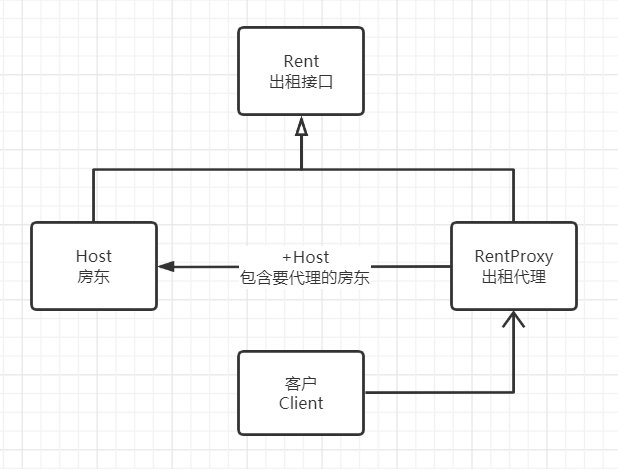 Rent
出租接口
Host
房东
+Host
包含要代理的房东
RentProxy
出租代理
客户
Client